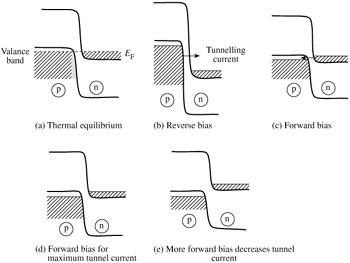 Valance
band
E_F
p
n
(a) Thermal equilibrium
Tunnelling
current
p
n
(b) Reverse bias
p
n
(c) Forward bias
p
n
(d) Forward bias for
maximum tunnel current
p
n
(e) More forward bias decreases tunnel
current